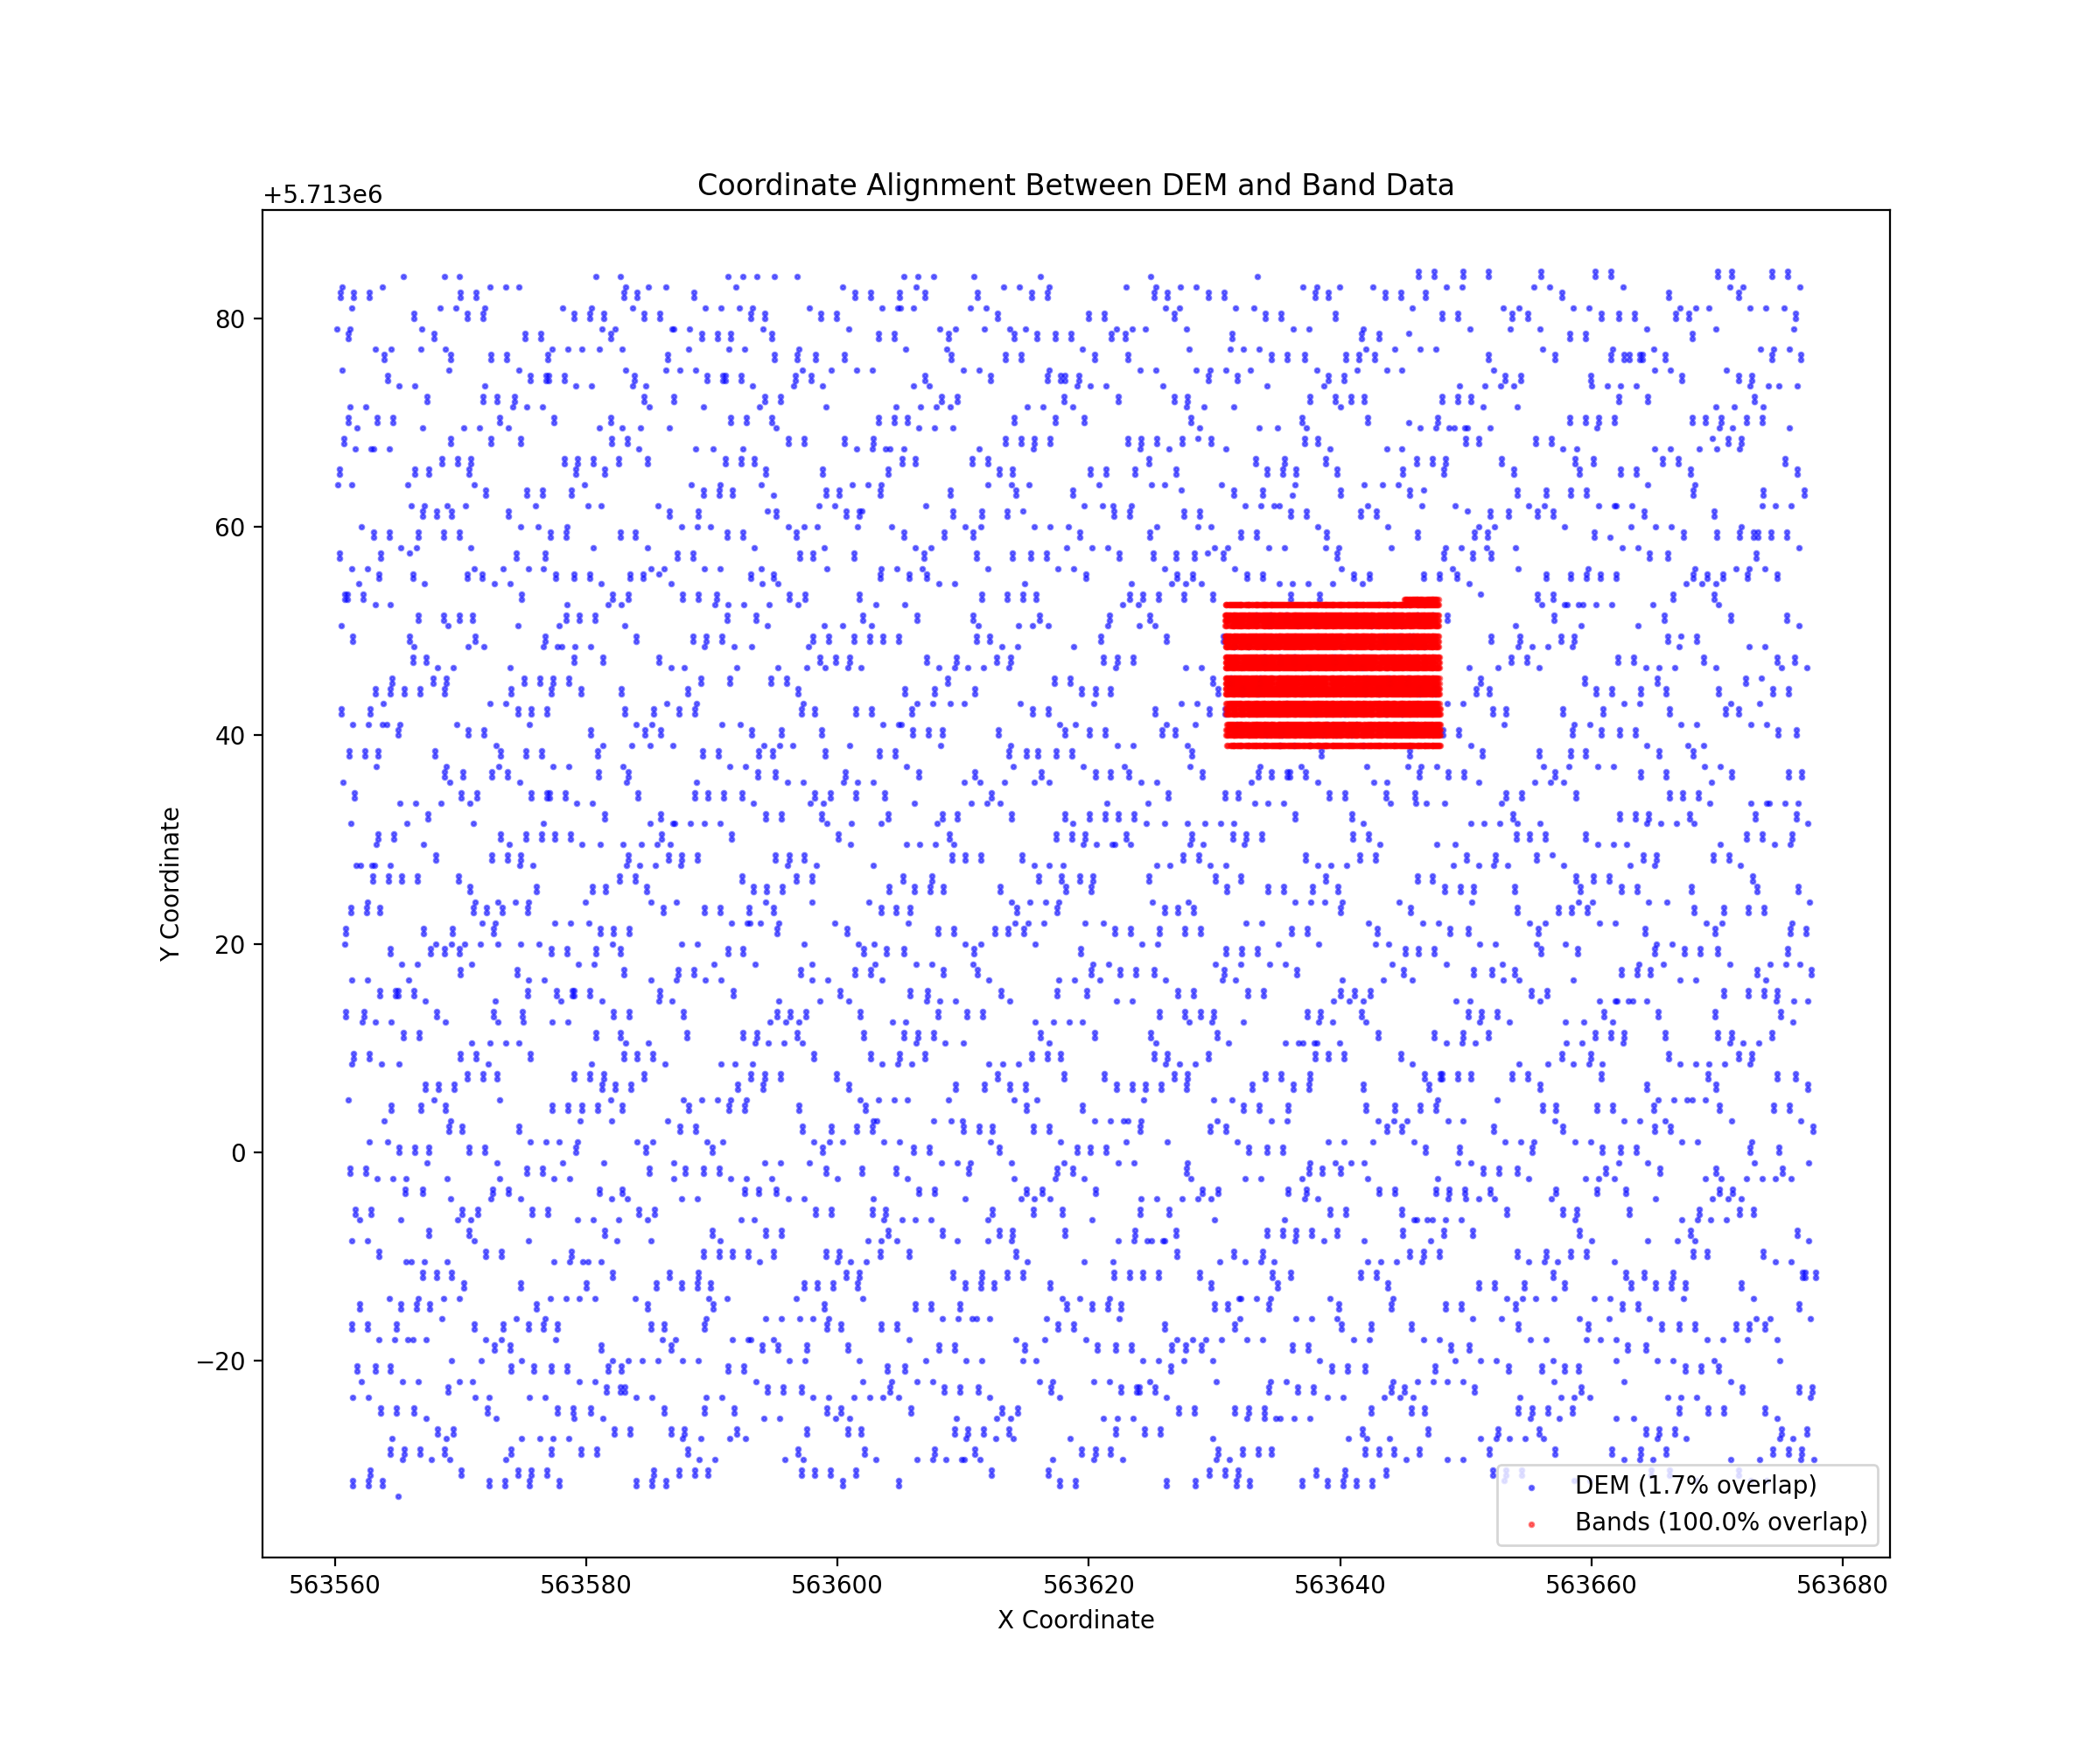 Coordinate Alignment Between DEM and Band Data
+5.713e6
80
60
40
20
0
−20
Y Coordinate
563560 563580 563600 563620 563640 563660 563680
X Coordinate
DEM (1.7% overlap)
Bands (100.0% overlap)